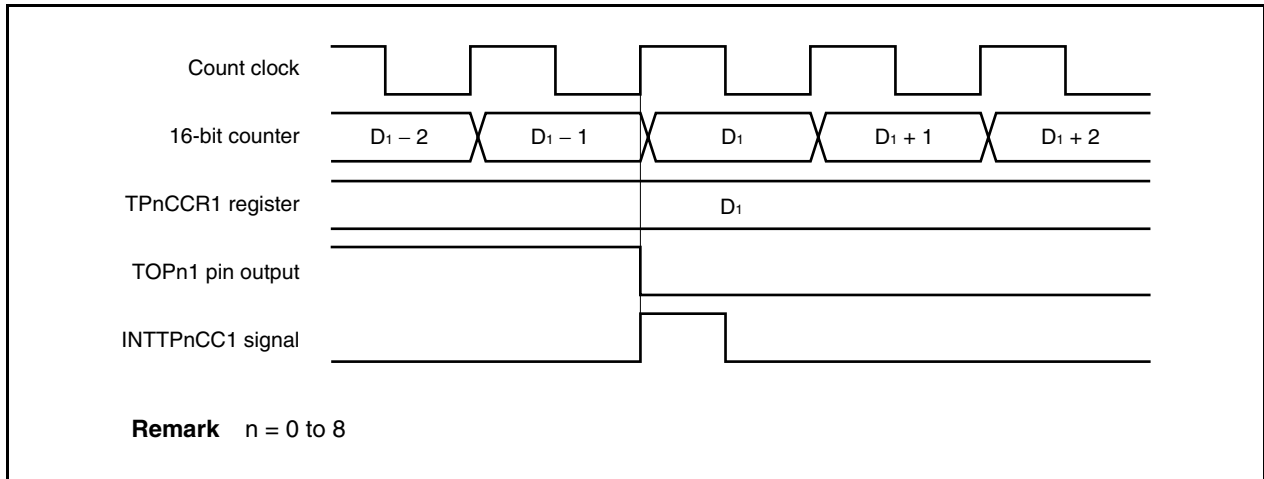 Count clock
16-bit counter D₁ − 2 D₁ − 1 D₁ D₁ + 1 D₁ + 2
TPnCCR1 register D₁
TOPn1 pin output
INTTPnCC1 signal
Remark n = 0 to 8